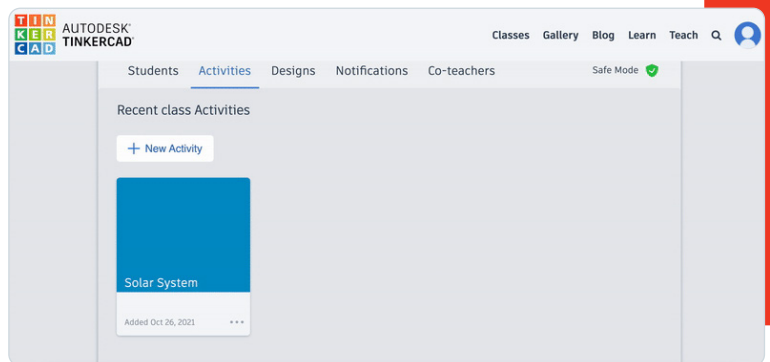 TIN
KER
CAD
AUTODESK®
TINKERCAD®
Classes Gallery Blog Learn Teach
Students Activities Designs Notifications Co-teachers Safe Mode
Recent class Activities
+ New Activity
Solar System
Added Oct 26, 2021